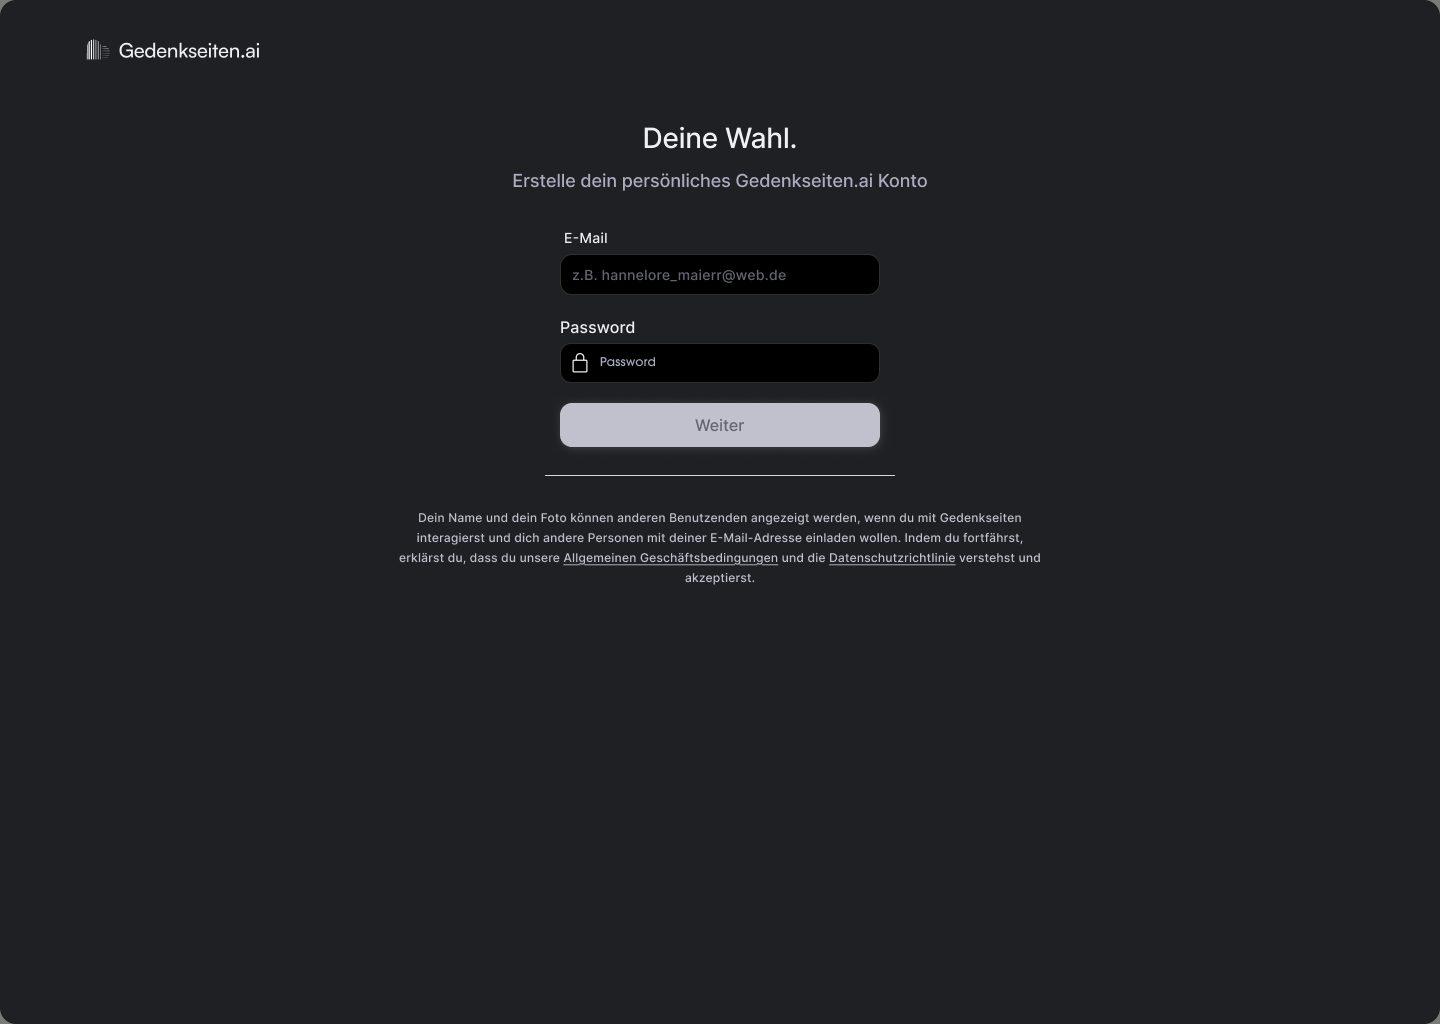 Gedenkseiten.ai
Deine Wahl.
Erstelle dein persönliches Gedenkseiten.ai Konto
E-Mail
z.B. hannelore_maierr@web.de
Password
Password
Weiter
Dein Name und dein Foto können anderen Benutzenden angezeigt werden, wenn du mit Gedenkseiten
interagierst und dich andere Personen mit deiner E-Mail-Adresse einladen wollen. Indem du fortfährst,
erklärst du, dass du unsere Allgemeinen Geschäftsbedingungen und die Datenschutzrichtlinie verstehst und
akzeptierst.